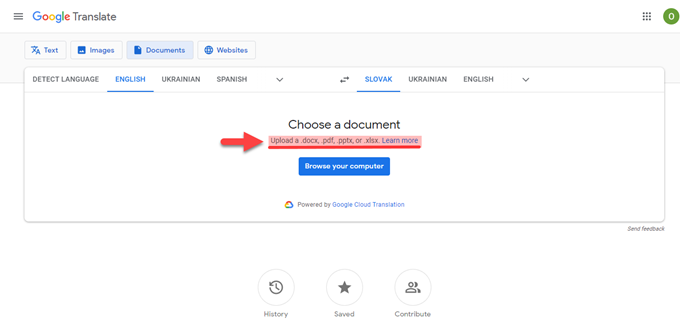 Google Translate
O
Text
Images
Documents
Websites
DETECT LANGUAGE ENGLISH UKRAINIAN SPANISH
SLOVAK UKRAINIAN ENGLISH
Choose a document
Upload a .docx, .pdf, .pptx, or .xlsx. Learn more
Browse your computer
Powered by Google Cloud Translation
Send feedback
History
Saved
Contribute